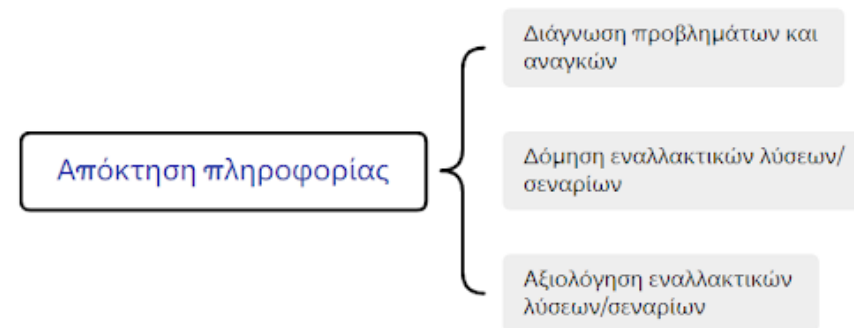 Απόκτηση πληροφορίας
Διάγνωση προβλημάτων και
αναγκών
Δόμηση εναλλακτικών λύσεων/
σεναρίων
Αξιολόγηση εναλλακτικών
λύσεων/σεναρίων